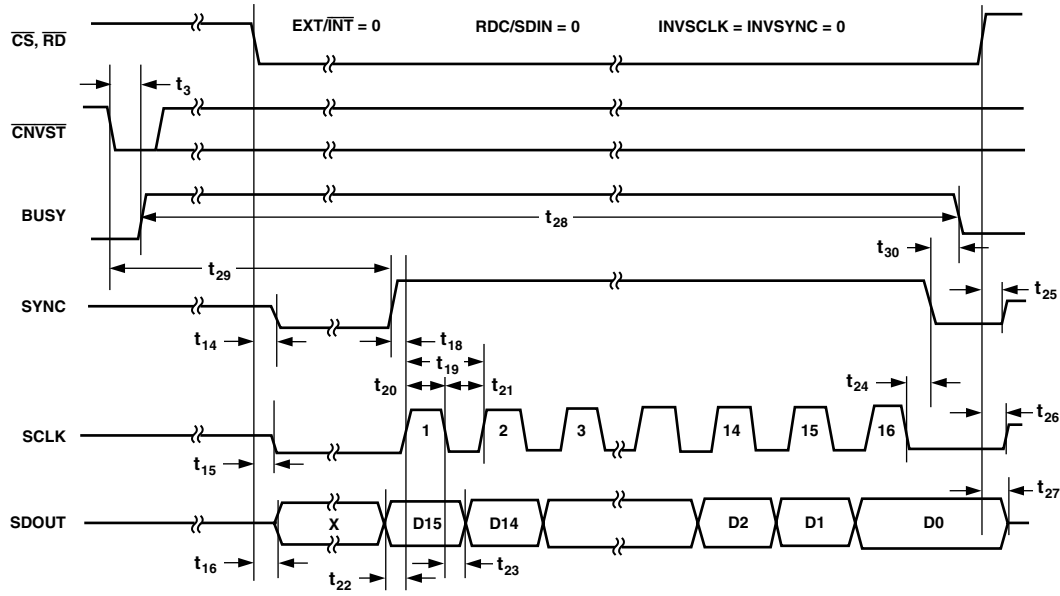 EXT/INT = 0 RDC/SDIN = 0 INVSCLK = INVSYNC = 0
CS, RD
t3
CNVST
BUSY
t28
t30
t29
t25
SYNC
t14
t18
t19
t20
t21
t24
t26
SCLK
1 2 3 14 15 16
t15
t27
SDOUT
X D15 D14 D2 D1 D0
t16
t22
t23